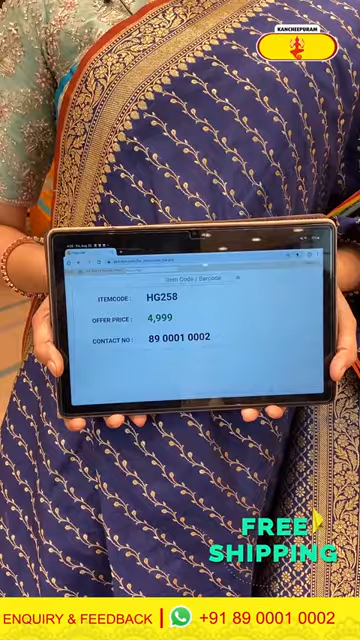 KANCHEEPURAM
Item Code / Barcode
ITEMCODE : HG258
OFFER PRICE : 4,999
CONTACT NO : 89 0001 0002
FREE
SHIPPING
ENQUIRY & FEEDBACK | +91 89 0001 0002